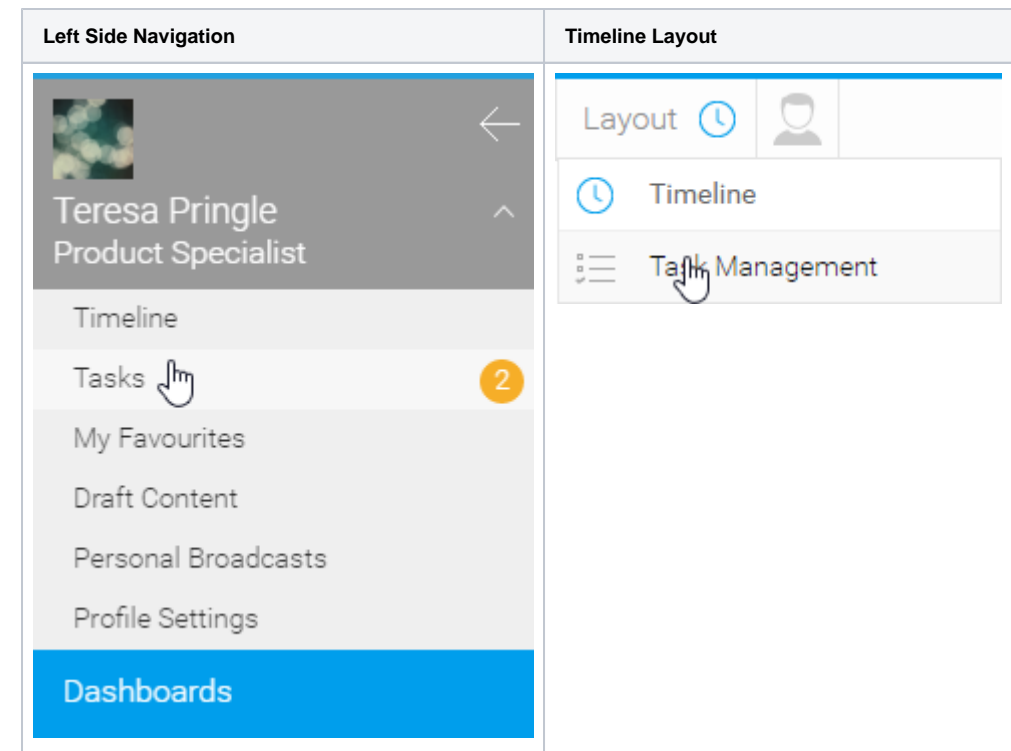 Left Side Navigation
Timeline Layout
Teresa Pringle
Product Specialist
Timeline
Tasks
2
My Favourites
Draft Content
Personal Broadcasts
Profile Settings
Dashboards
Layout
Timeline
Task Management